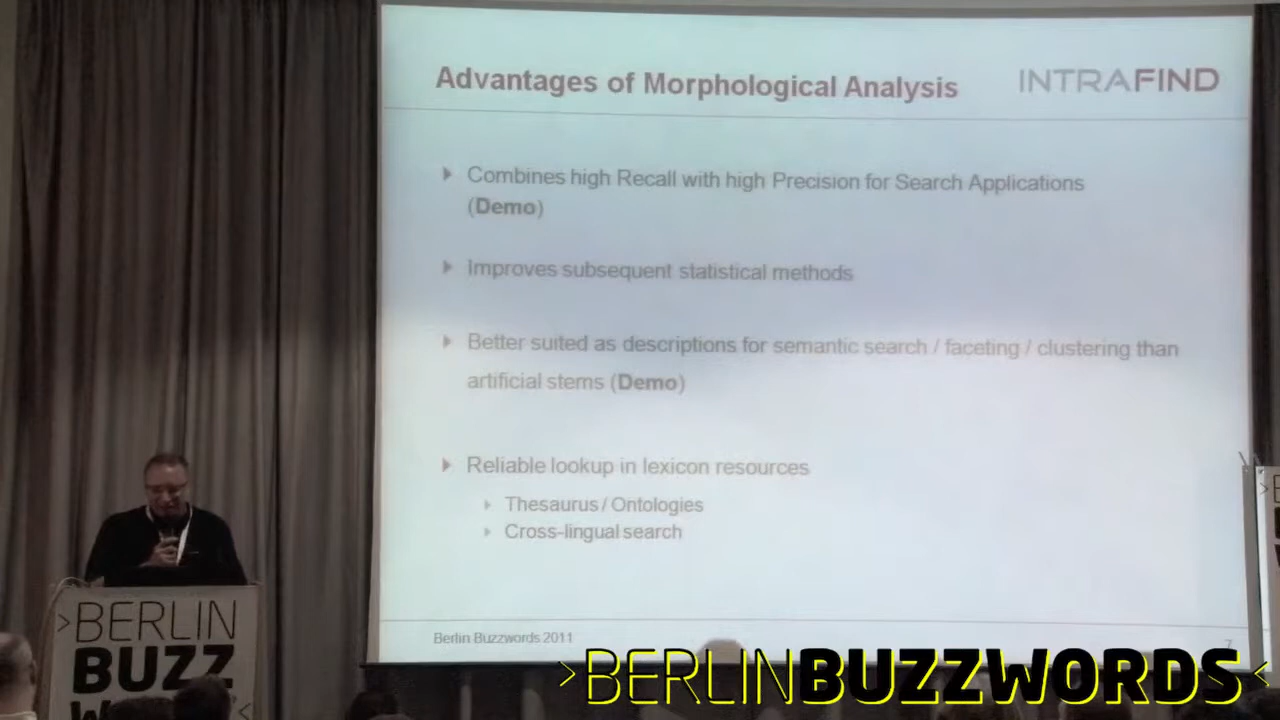 Advantages of Morphological Analysis
INTRAFIND
Combines high Recall with high Precision for Search Applications
(Demo)
Improves subsequent statistical methods
Better suited as descriptions for semantic search / faceting / clustering than
artificial stems (Demo)
Reliable lookup in lexicon resources
Thesaurus / Ontologies
Cross-lingual search
Berlin Buzzwords 2011
7
>BERLIN
BUZZ
>BERLINBUZZWORDS<